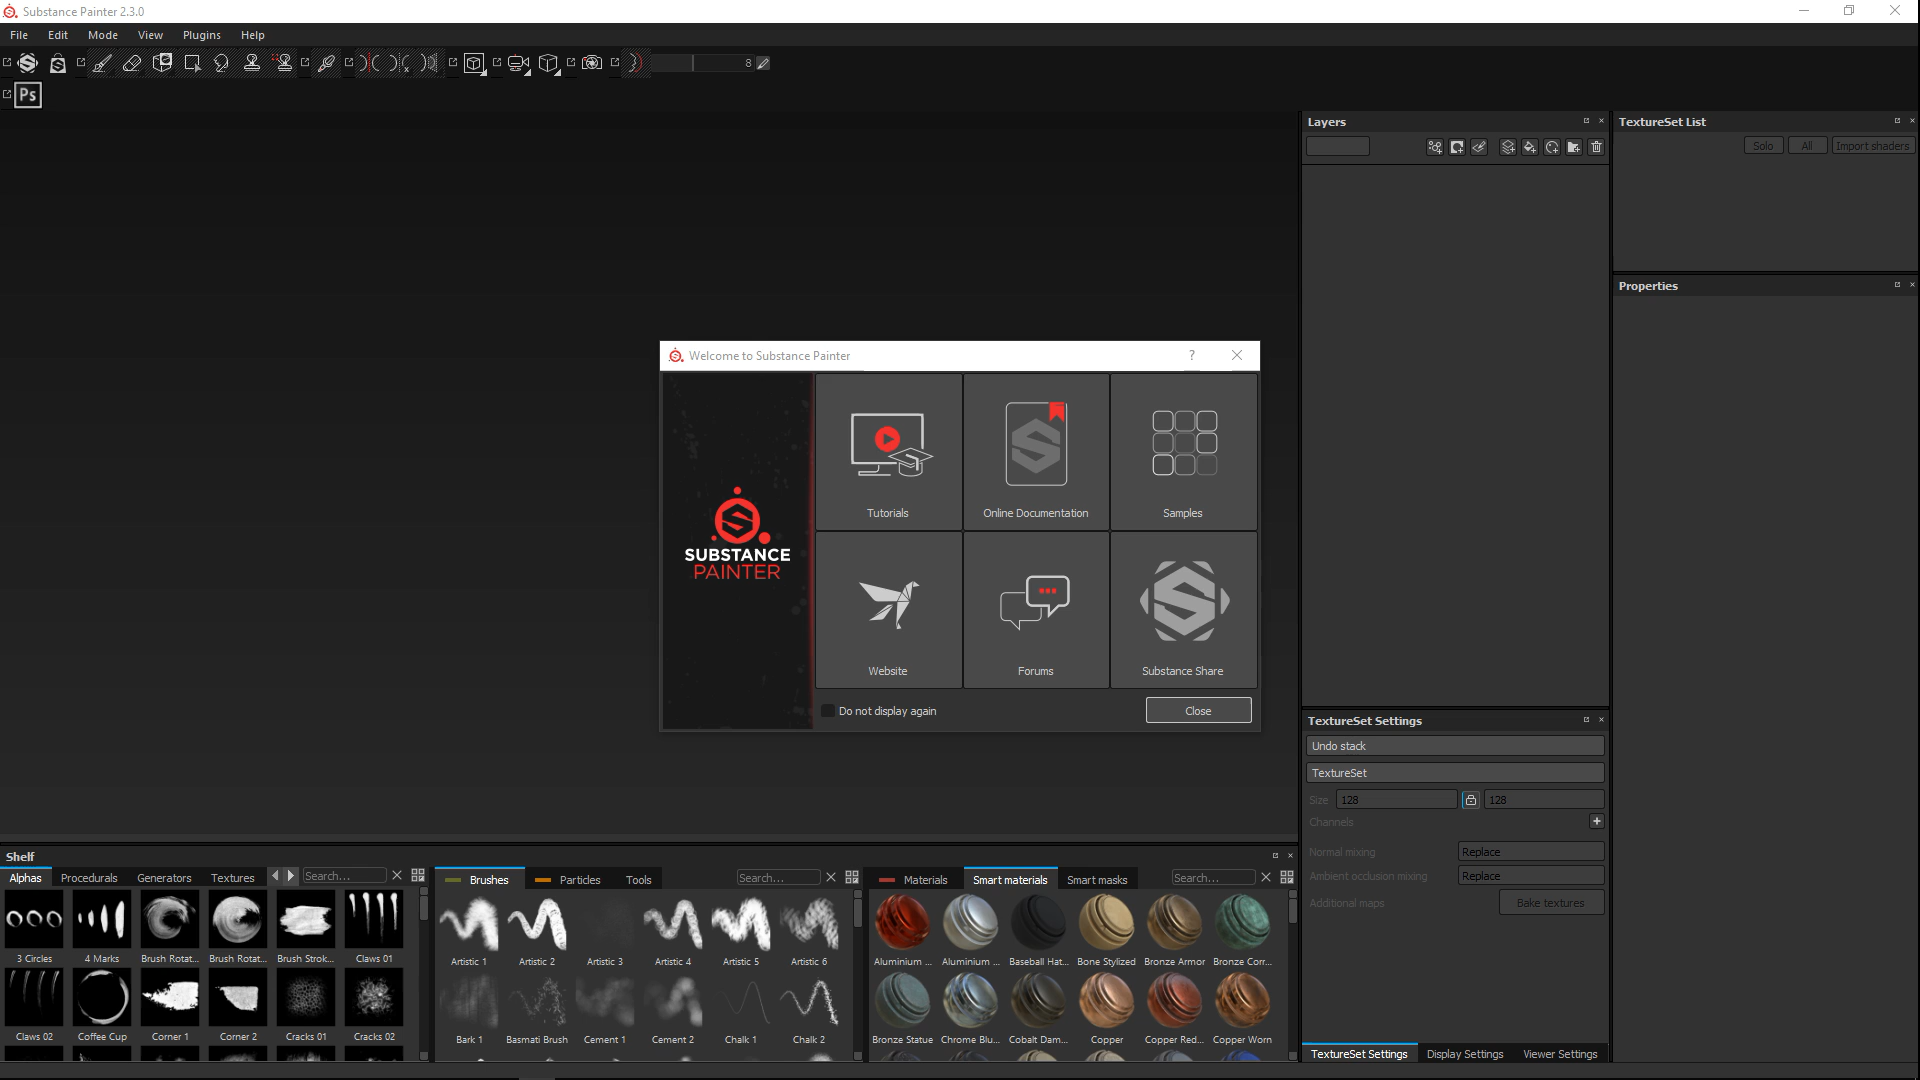 Substance Painter 2.3.0
File Edit Mode View Plugins Help
8
Ps
Layers
TextureSet List
Solo All Import shaders
Properties
Welcome to Substance Painter ?
SUBSTANCE
PAINTER
Tutorials Online Documentation Samples
Website Forums Substance Share
Do not display again Close
TextureSet Settings
Undo stack
TextureSet
Size 128 128
Channels
Normal mixing Replace
Ambient occlusion mixing Replace
Additional maps Bake textures
TextureSet Settings Display Settings Viewer Settings
Shelf
Alphas Procedurals Generators Textures Search...
3 Circles 4 Marks Brush Rotat... Brush Rotat... Brush Strok... Claws 01
Claws 02 Coffee Cup Corner 1 Corner 2 Cracks 01 Cracks 02
Brushes Particles Tools Search...
Artistic 1 Artistic 2 Artistic 3 Artistic 4 Artistic 5 Artistic 6
Bark 1 Basmati Brush Cement 1 Cement 2 Chalk 1 Chalk 2
Materials Smart materials Smart masks Search...
Aluminium ... Aluminium ... Baseball Hat... Bone Stylized Bronze Armor Bronze Corr...
Bronze Statue Chrome Blu... Cobalt Dam... Copper Copper Red... Copper Worn